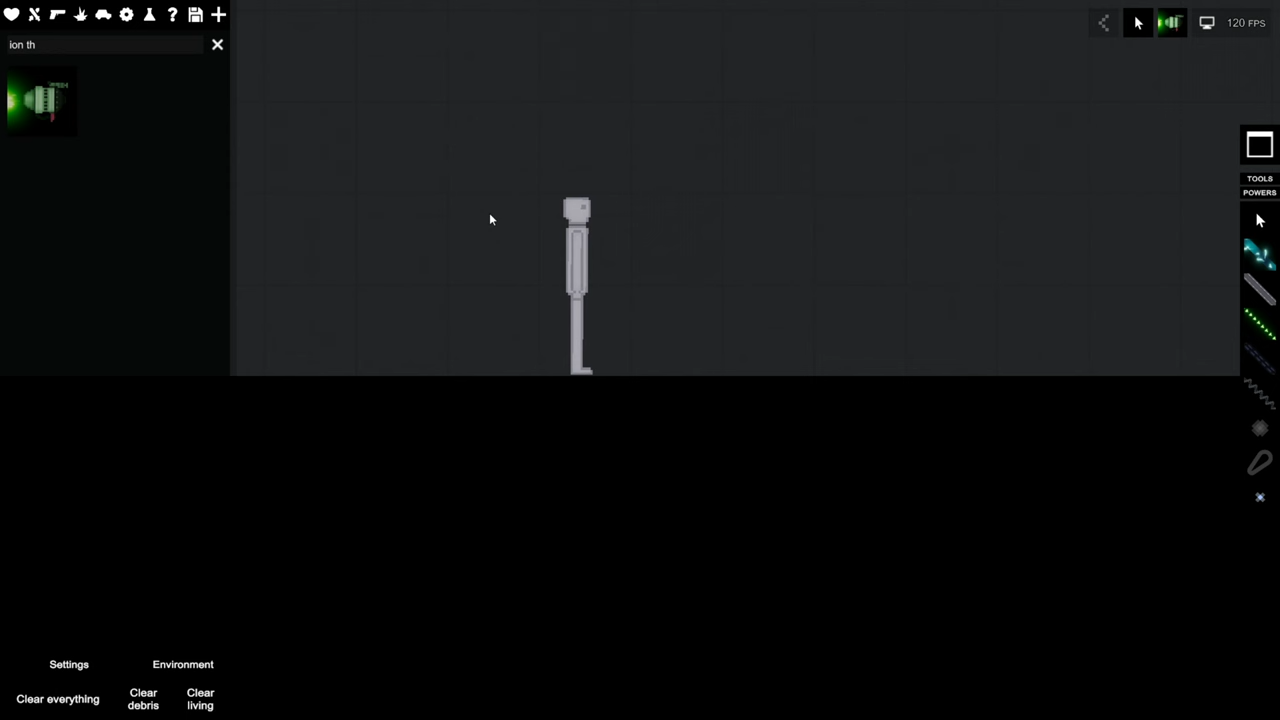 ion th
120 FPS
TOOLS
POWERS
Settings
Environment
Clear everything
Clear
debris
Clear
living